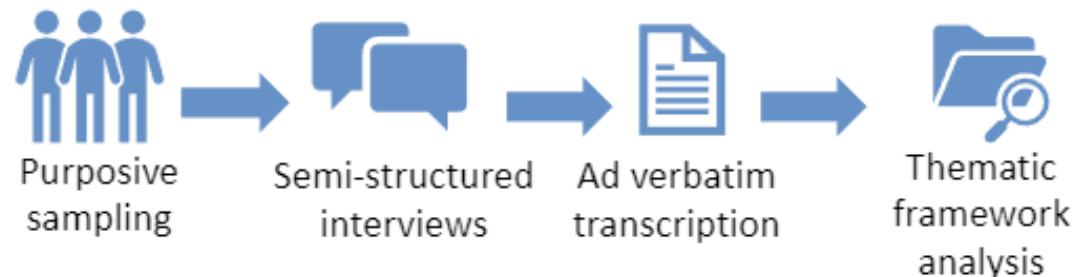 Purposive
sampling
Semi-structured
interviews
Ad verbatim
transcription
Thematic
framework
analysis